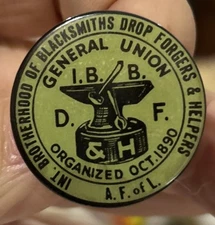 INT. BROTHERHOOD OF BLACKSMITHS DROP FORGERS & HELPERS
GENERAL UNION
I.B. B.
D. F.
& H
ORGANIZED OCT. 1890
A. F. of L.